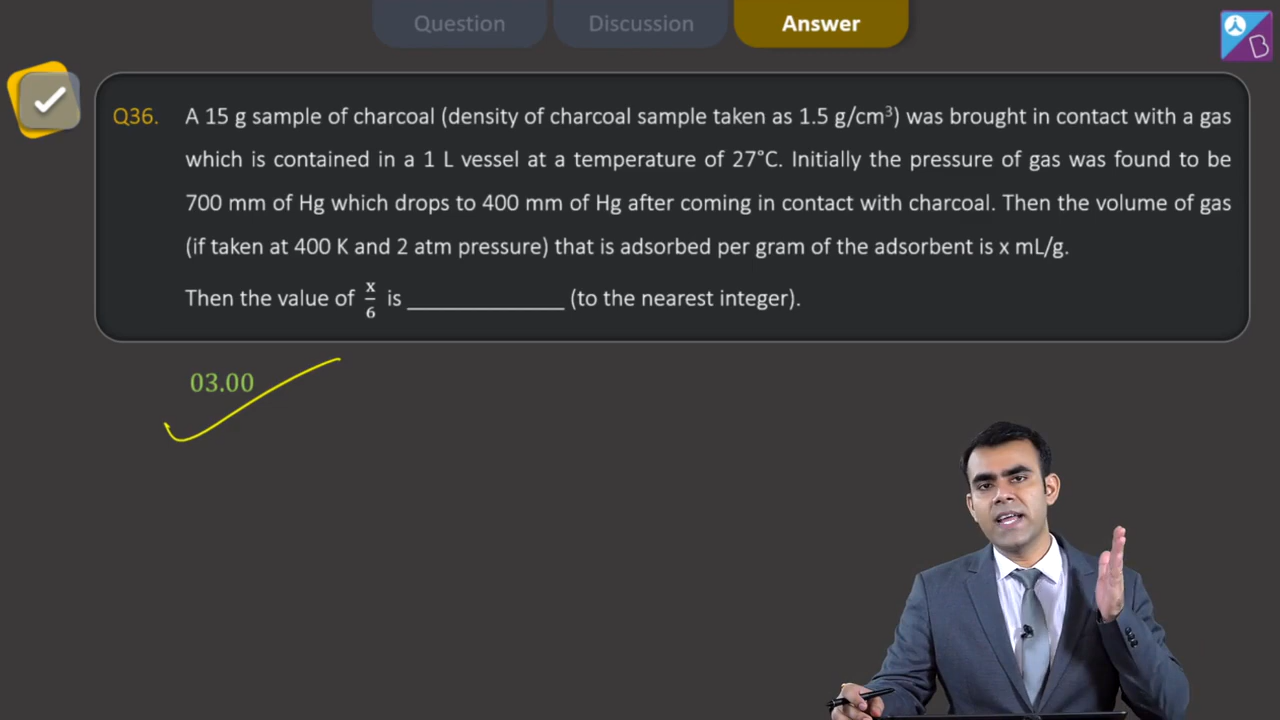 Question Discussion Answer
Q36. A 15 g sample of charcoal (density of charcoal sample taken as 1.5 g/cm³) was brought in contact with a gas
which is contained in a 1 L vessel at a temperature of 27°C. Initially the pressure of gas was found to be
700 mm of Hg which drops to 400 mm of Hg after coming in contact with charcoal. Then the volume of gas
(if taken at 400 K and 2 atm pressure) that is adsorbed per gram of the adsorbent is x mL/g.
Then the value of x/6 is ______________ (to the nearest integer).
03.00